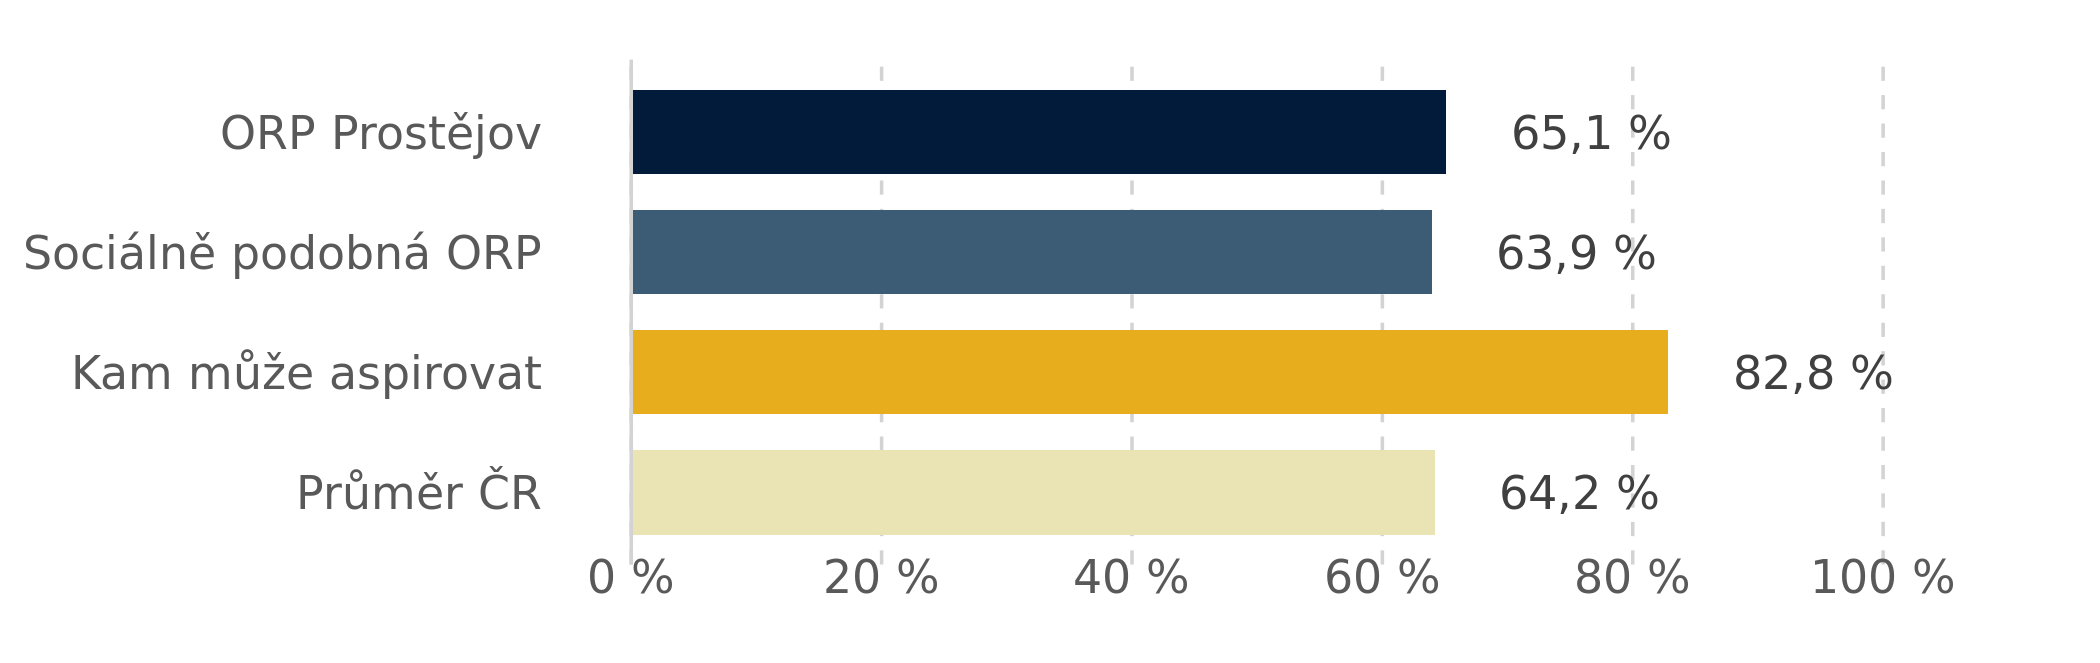 ORP Prostějov 65,1 %
Sociálně podobná ORP 63,9 %
Kam může aspirovat 82,8 %
Průměr ČR 64,2 %
0 % 20 % 40 % 60 % 80 % 100 %